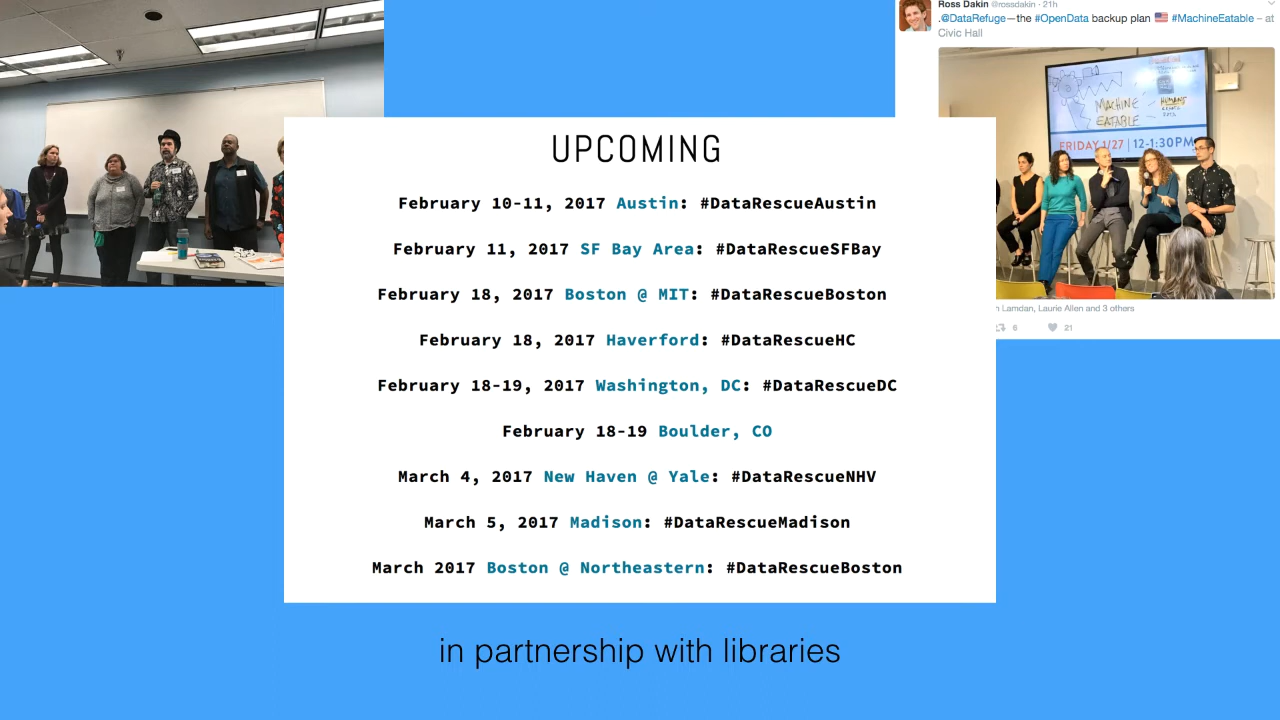 Ross Dakin @rossdakin · 21h
.@DataRefuge—the #OpenData backup plan 🇺🇸 #MachineEatable – at
Civic Hall
MACHINE
EATABLE
HUMANS
FRIDAY 1/27 | 12-1:30PM
UPCOMING
February 10-11, 2017 Austin: #DataRescueAustin
February 11, 2017 SF Bay Area: #DataRescueSFBay
February 18, 2017 Boston @ MIT: #DataRescueBoston
February 18, 2017 Haverford: #DataRescueHC
February 18-19, 2017 Washington, DC: #DataRescueDC
February 18-19 Boulder, CO
March 4, 2017 New Haven @ Yale: #DataRescueNHV
March 5, 2017 Madison: #DataRescueMadison
March 2017 Boston @ Northeastern: #DataRescueBoston
Lamdan, Laurie Allen and 3 others
6 21
in partnership with libraries